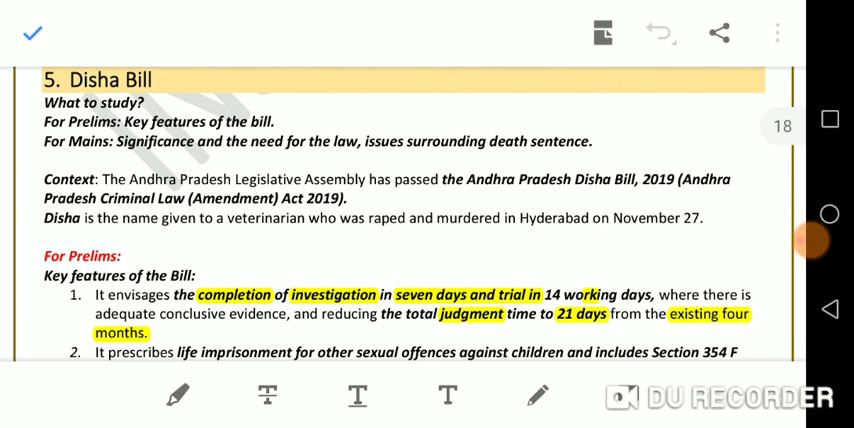 5. Disha Bill
What to study?
For Prelims: Key features of the bill.
For Mains: Significance and the need for the law, issues surrounding death sentence.
18
Context: The Andhra Pradesh Legislative Assembly has passed the Andhra Pradesh Disha Bill, 2019 (Andhra
Pradesh Criminal Law (Amendment) Act 2019).
Disha is the name given to a veterinarian who was raped and murdered in Hyderabad on November 27.
For Prelims:
Key features of the Bill:
1. It envisages the completion of investigation in seven days and trial in 14 working days, where there is
adequate conclusive evidence, and reducing the total judgment time to 21 days from the existing four
months.
2. It prescribes life imprisonment for other sexual offences against children and includes Section 354 F
T T T
DU RECORDER